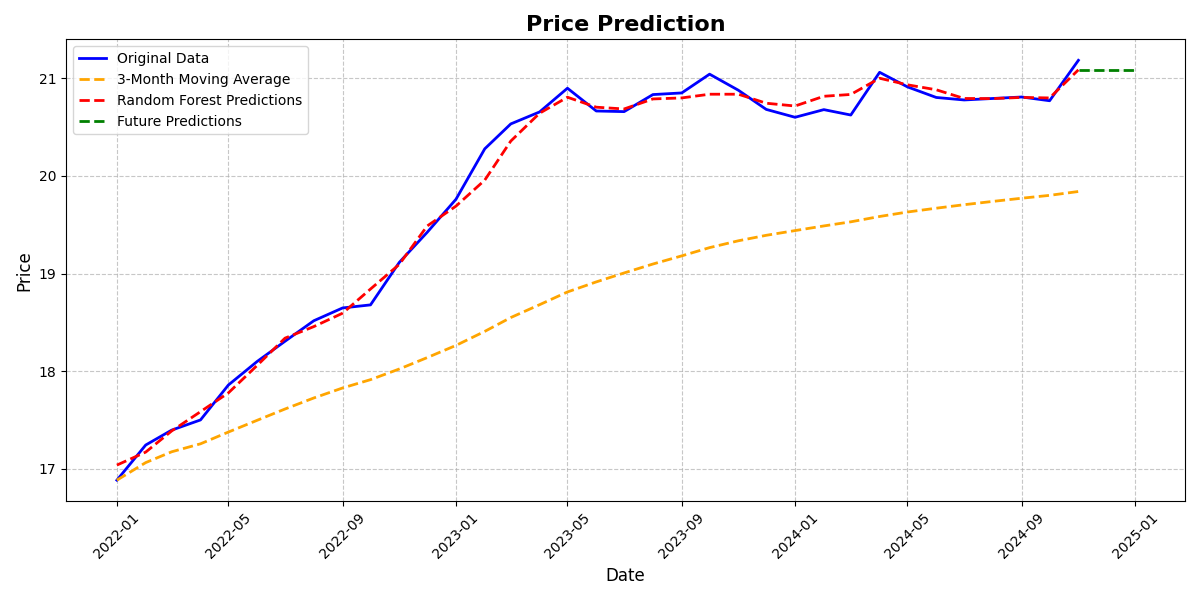 Price Prediction
Original Data
3-Month Moving Average
Random Forest Predictions
Future Predictions
Price
21
20
19
18
17
2022-01
2022-05
2022-09
2023-01
2023-05
2023-09
2024-01
2024-05
2024-09
2025-01
Date